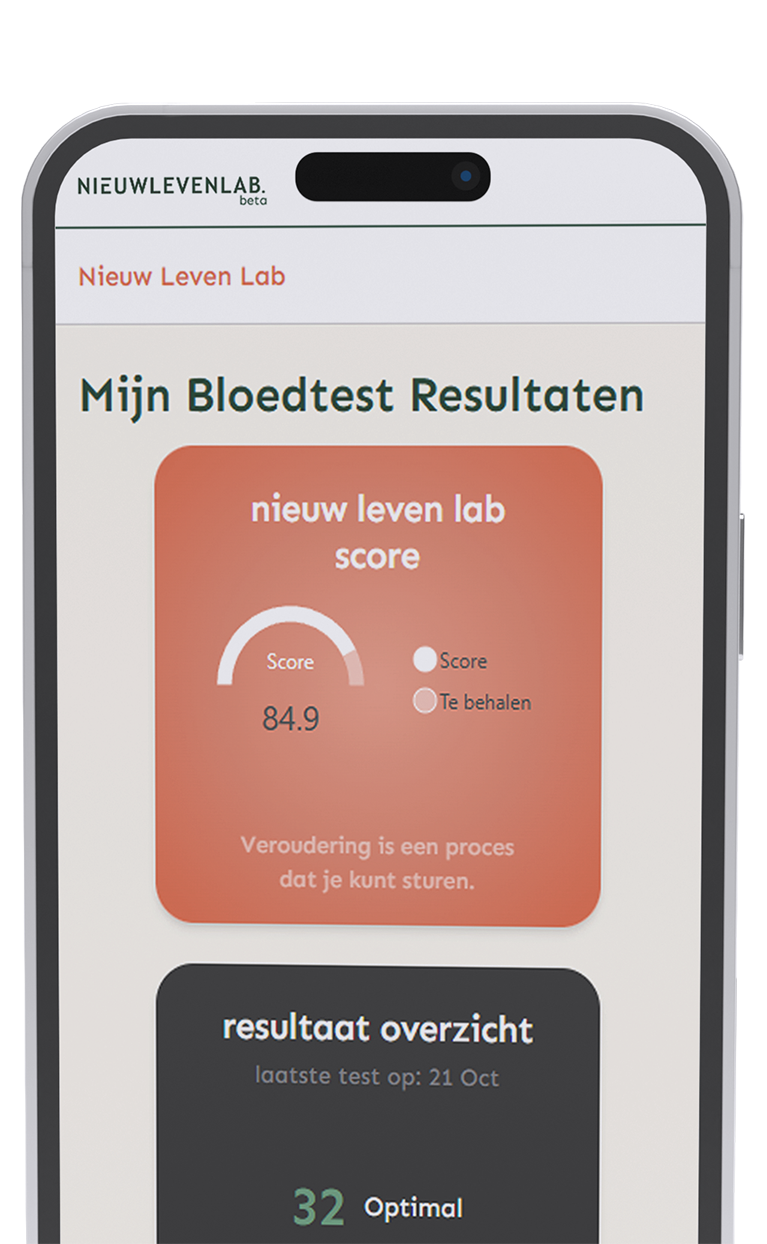 NIEUWLEVENLAB.
beta
Nieuw Leven Lab
Mijn Bloedtest Resultaten
nieuw leven lab
score
Score
84.9
Score
Te behalen
Veroudering is een proces
dat je kunt sturen.
resultaat overzicht
laatste test op: 21 Oct
32 Optimal